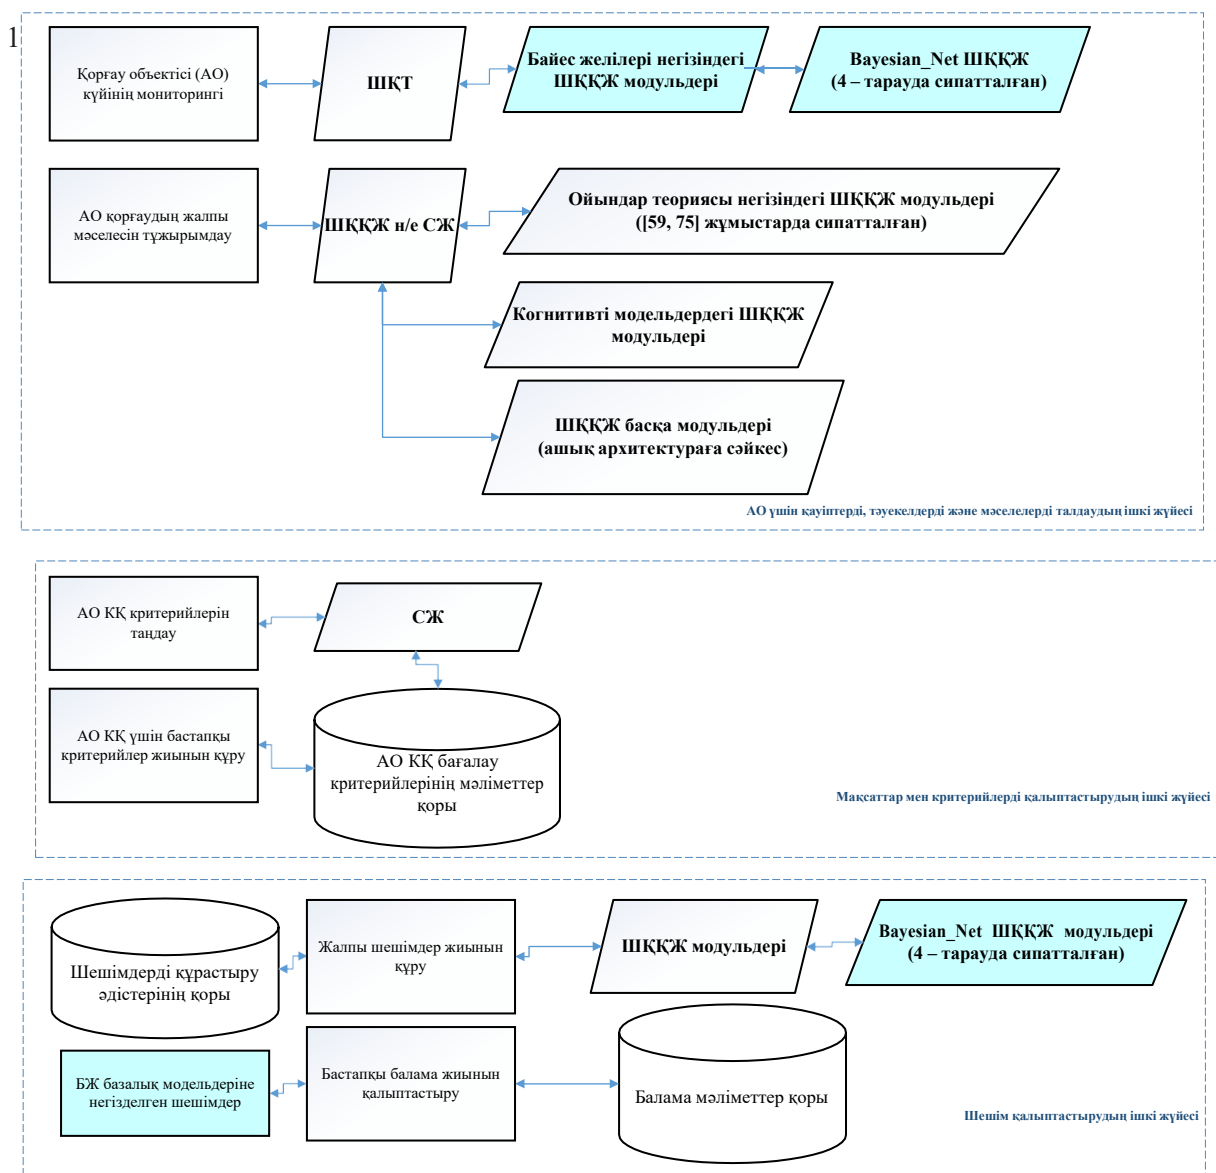 1
Қорғау объектісі (АО)
күйінің мониторингі
ШҚТ
Байес желілері негізіндегі
ШҚҚЖ модульдері
Bayesian_Net ШҚҚЖ
(4 – тарауда сипатталған)
АО қорғаудың жалпы
мәселесін тұжырымдау
ШҚҚЖ н/е СЖ
Ойындар теориясы негізіндегі ШҚҚЖ модульдері
([59, 75] жұмыстарда сипатталған)
Когнитивті модельдердегі ШҚҚЖ
модульдері
ШҚҚЖ басқа модульдері
(ашық архитектураға сәйкес)
АО үшін қауіптерді, тәуекелдерді және мәселелерді талдаудың ішкі жүйесі
АО КҚ критерийлерін
таңдау
СЖ
АО КҚ үшін бастапқы
критерийлер жиынын құру
АО КҚ бағалау
критерийлерінің мәліметтер
қоры
Мақсаттар мен критерийлерді қалыптастырудың ішкі жүйесі
Шешімдерді құрастыру
әдістерінің қоры
Жалпы шешімдер жиынын
құру
ШҚҚЖ модульдері
Bayesian_Net ШҚҚЖ модульдері
(4 – тарауда сипатталған)
БЖ базалық модельдеріне
негізделген шешімдер
Бастапқы балама жиынын
қалыптастыру
Балама мәліметтер қоры
Шешім қалыптастырудың ішкі жүйесі